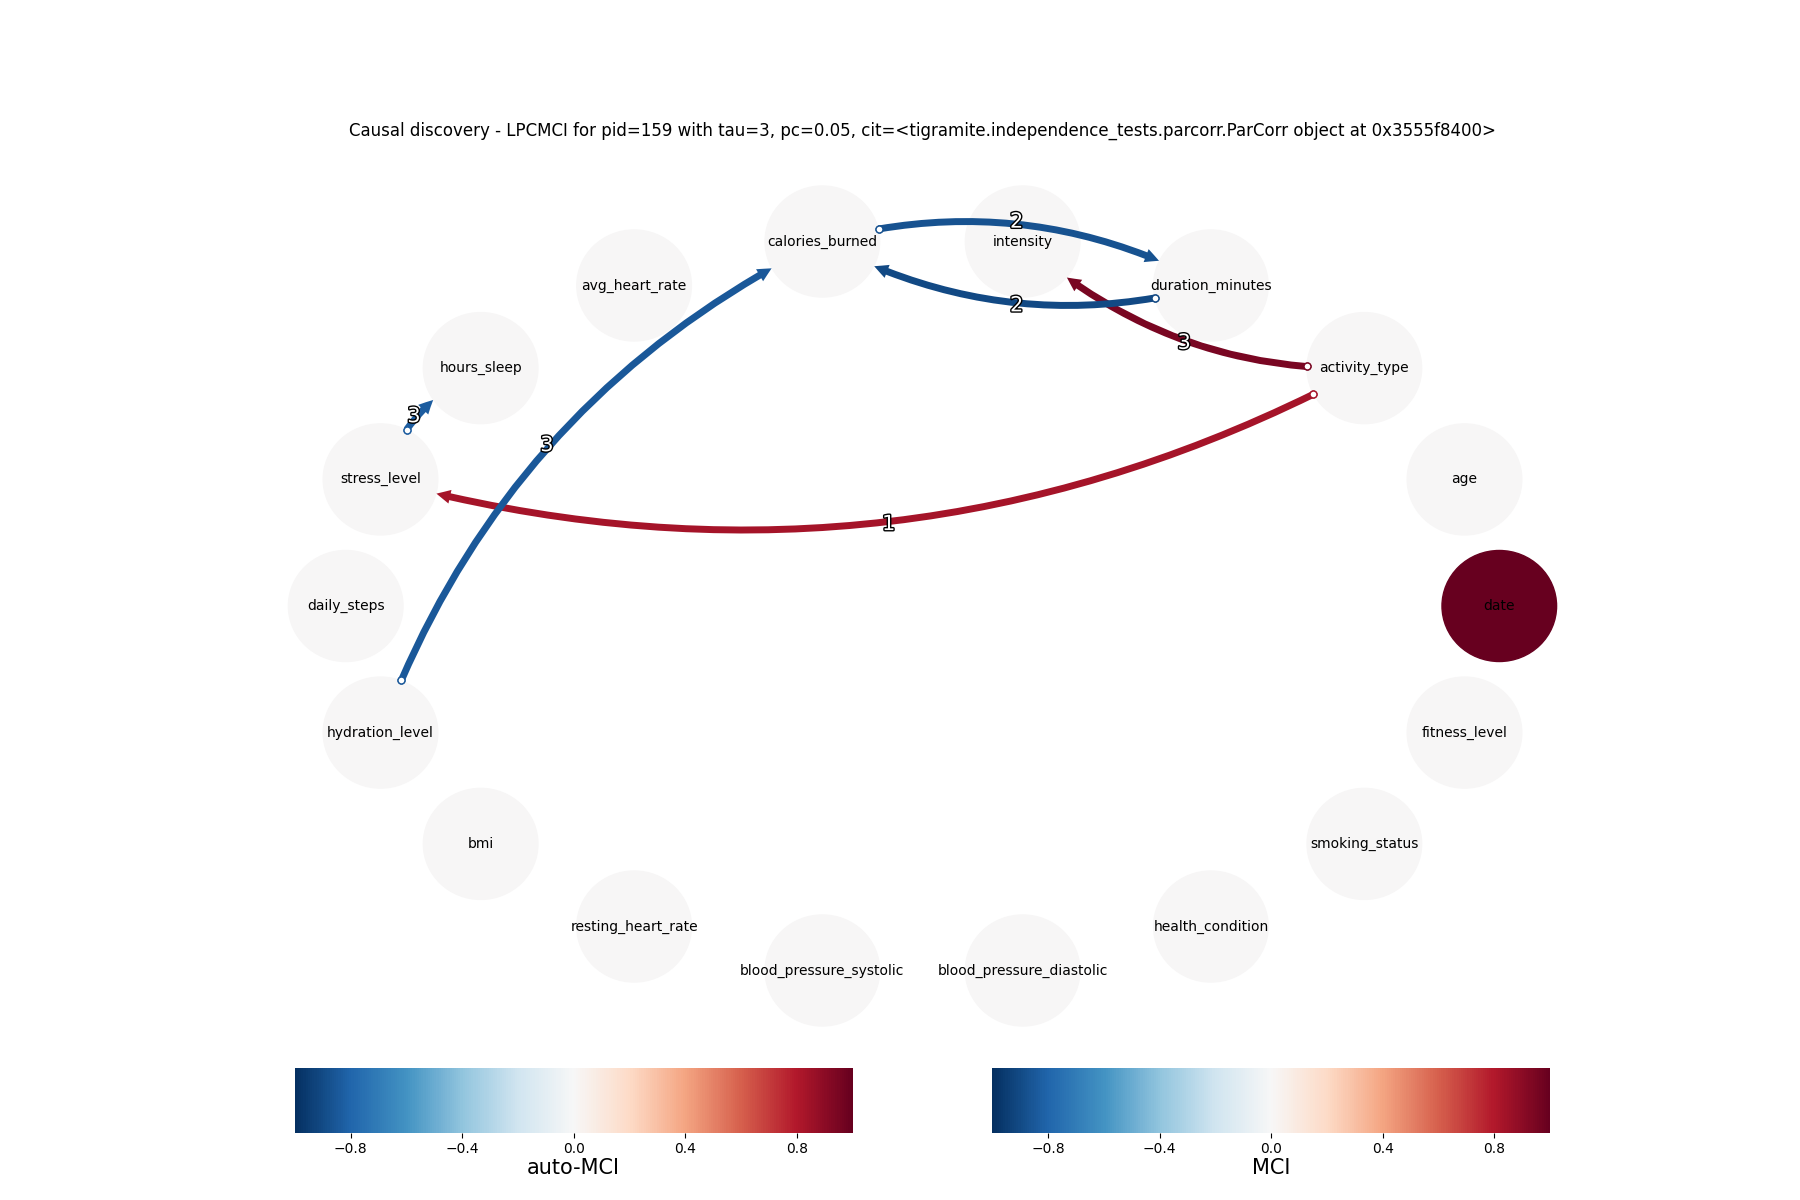 Causal discovery - LPCMCI for pid=159 with tau=3, pc=0.05, cit=<tigramite.independence_tests.parcorr.ParCorr object at 0x3555f8400>
2
calories_burned
intensity
avg_heart_rate
duration_minutes
2
3
hours_sleep
activity_type
3
3
stress_level
age
1
daily_steps
date
hydration_level
fitness_level
bmi
smoking_status
resting_heart_rate
health_condition
blood_pressure_systolic
blood_pressure_diastolic
−0.8 −0.4 0.0 0.4 0.8
auto-MCI
−0.8 −0.4 0.0 0.4 0.8
MCI